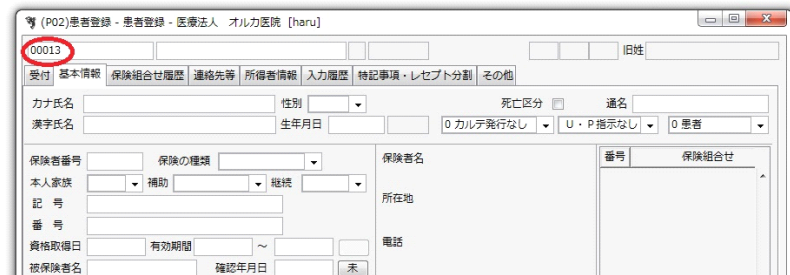 (P02)患者登録 - 患者登録 - 医療法人 オルカ医院 [haru]
00013 旧姓
受付 基本情報 保険組合せ履歴 連絡先等 所得者情報 入力履歴 特記事項・レセプト分割 その他
カナ氏名 性別 死亡区分 通名
漢字氏名 生年月日 0 カルテ発行なし U・P指示なし 0 患者
保険者番号 保険の種類 保険者名 番号 保険組合せ
本人家族 補助 継続
記 号 所在地
番 号
資格取得日 有効期間 ～ 電話
被保険者名 確認年月日 未